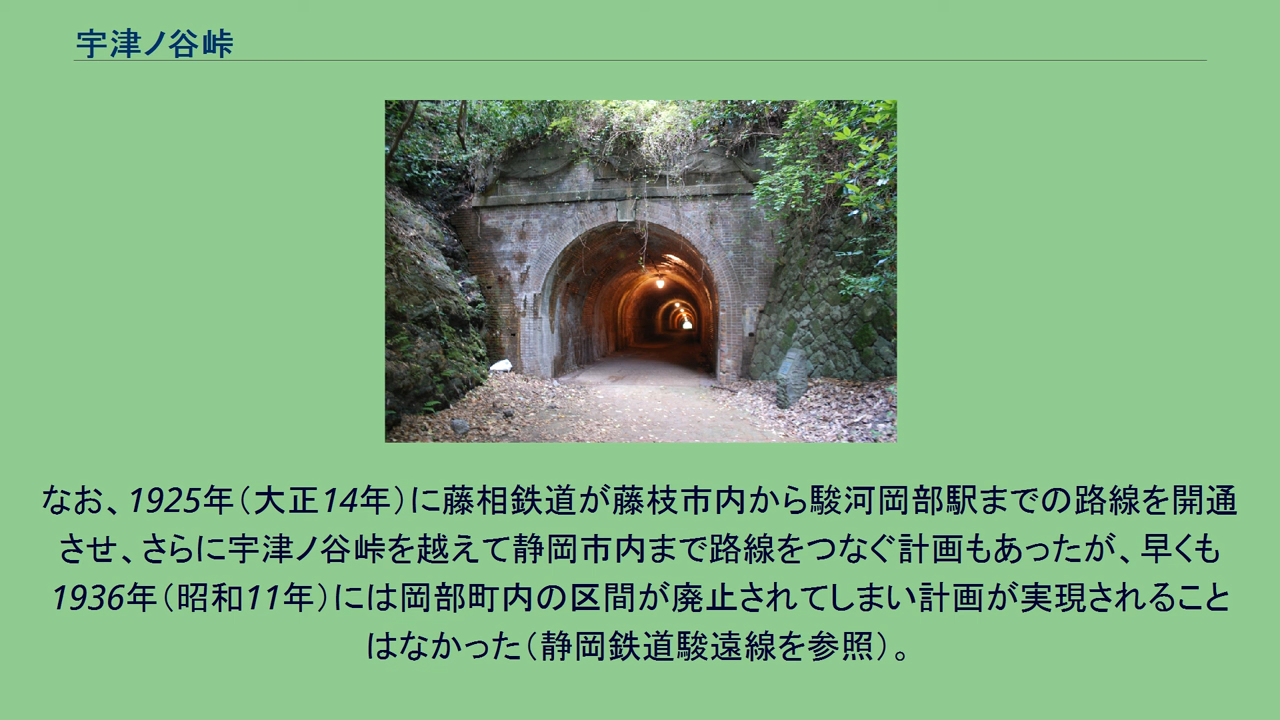 宇津ノ谷峠
なお、1925年（大正14年）に藤相鉄道が藤枝市内から駿河岡部駅までの路線を開通
させ、さらに宇津ノ谷峠を越えて静岡市内まで路線をつなぐ計画もあったが、早くも
1936年（昭和11年）には岡部町内の区間が廃止されてしまい計画が実現されること
はなかった（静岡鉄道駿遠線を参照）。